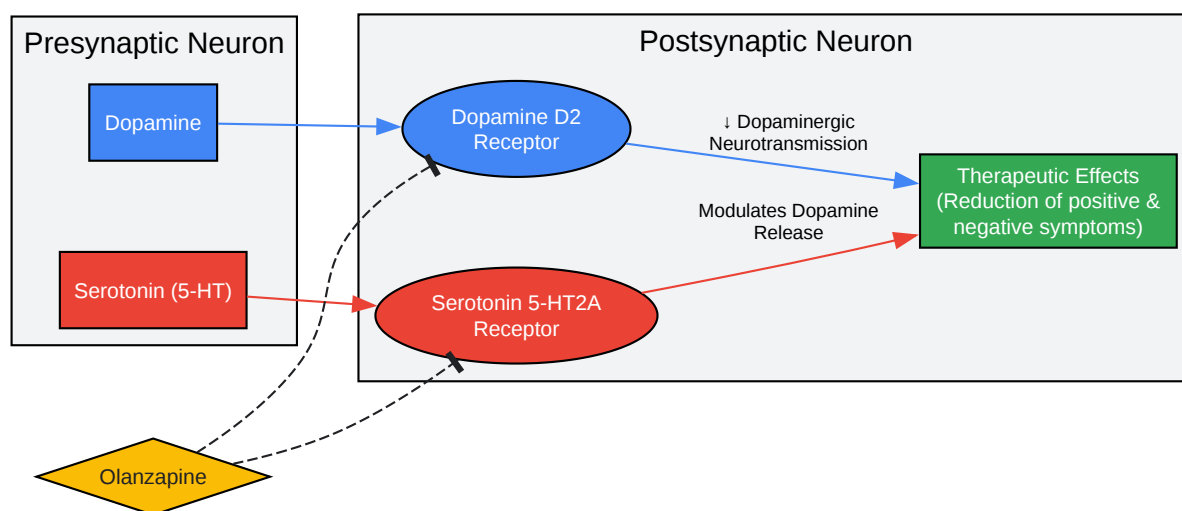 Presynaptic Neuron
Postsynaptic Neuron
Dopamine
Dopamine D2
Receptor
↓ Dopaminergic
Neurotransmission
Therapeutic Effects
(Reduction of positive &
negative symptoms)
Modulates Dopamine
Release
Serotonin (5-HT)
Serotonin 5-HT2A
Receptor
Olanzapine